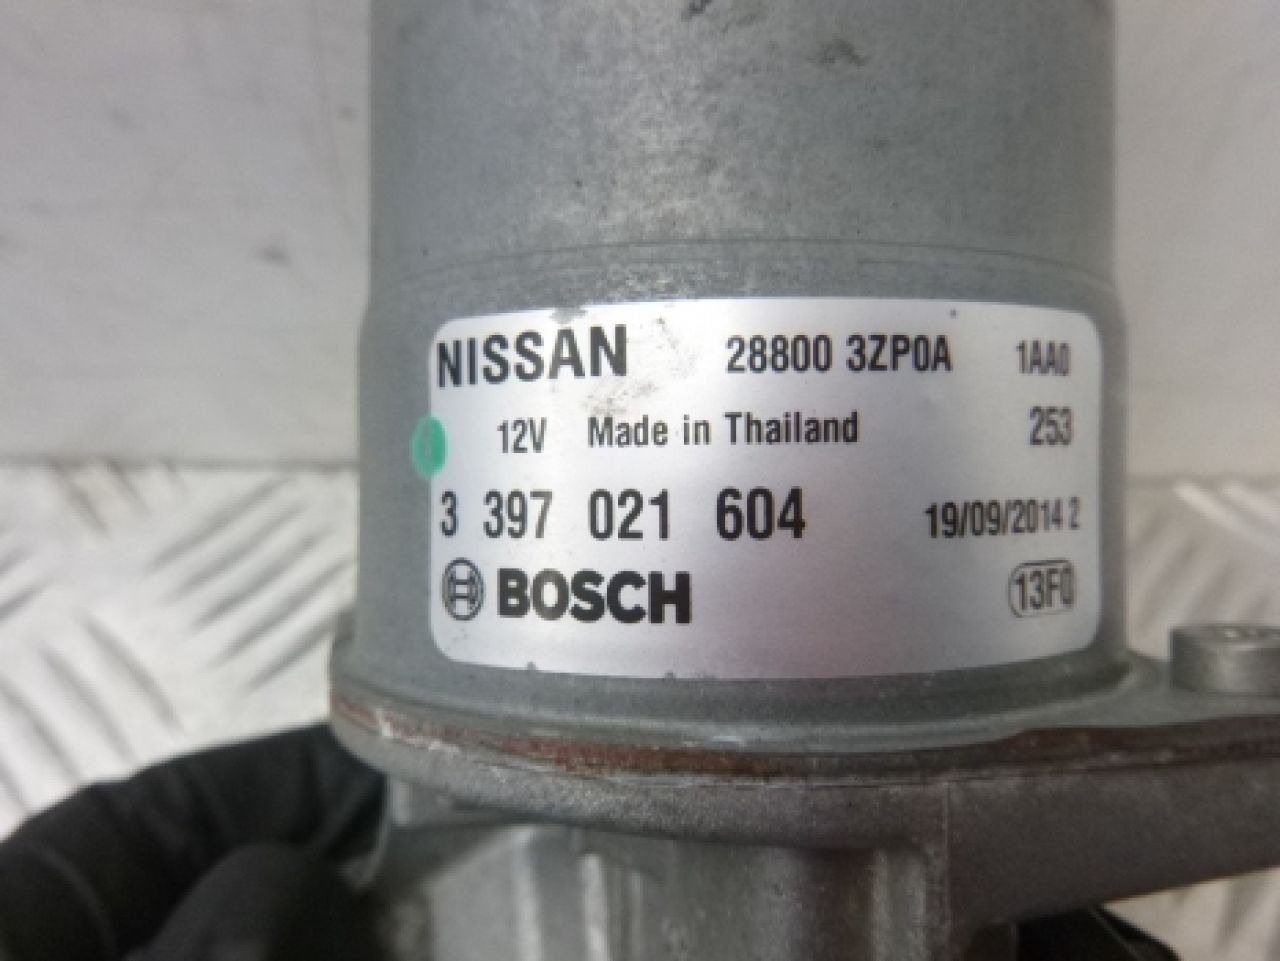 NISSAN 28800 3ZP0A 1AA0
12V Made in Thailand 253
3 397 021 604 19/09/2014 2
BOSCH 13F0